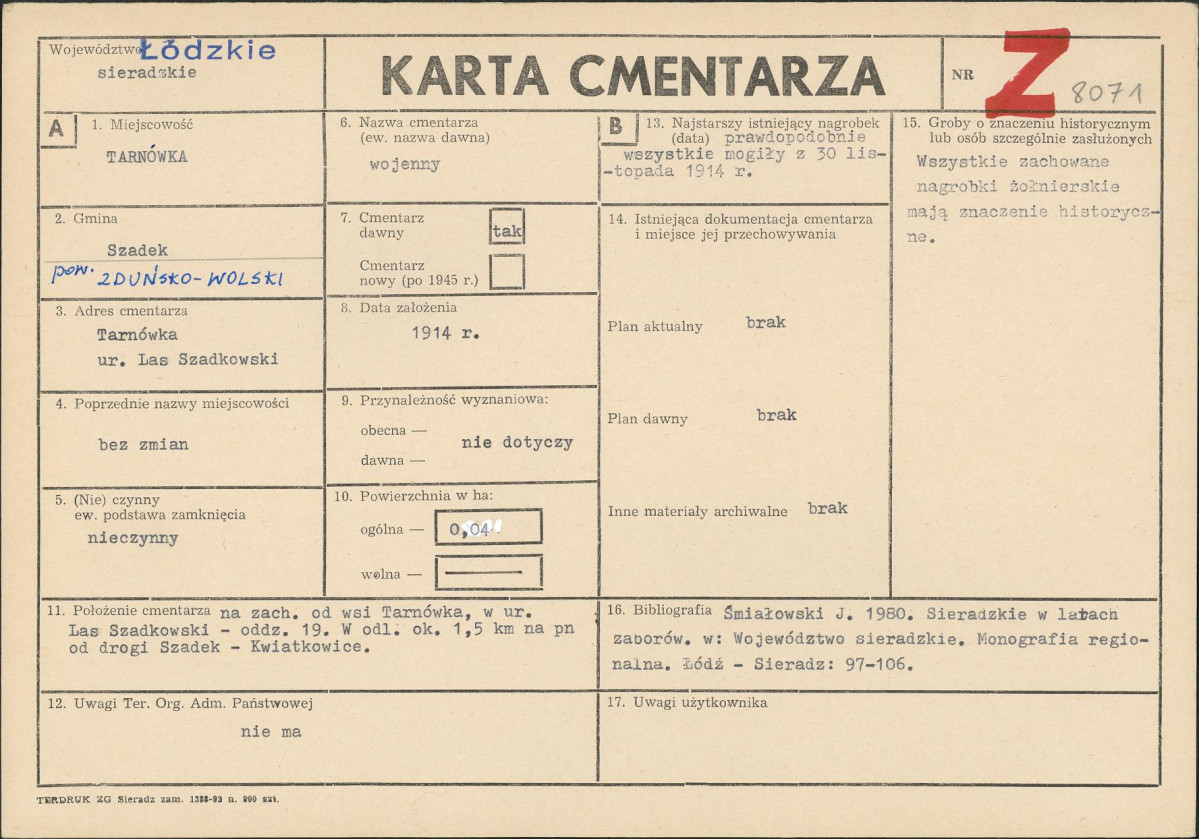 Województwo Łódzkie
sieradzkie
KARTA CMENTARZA
NR Z 8071
A
1. Miejscowość
TARNÓWKA
2. Gmina
Szadek
pow. ZDUŃSKO-WOLSKI
3. Adres cmentarza
Tarnówka
ur. Las Szadkowski
4. Poprzednie nazwy miejscowości
bez zmian
5. (Nie) czynny
ew. podstawa zamknięcia
nieczynny
6. Nazwa cmentarza
(ew. nazwa dawna)
wojenny
7. Cmentarz
dawny tak
Cmentarz
nowy (po 1945 r.)
8. Data założenia
1914 r.
9. Przynależność wyznaniowa:
obecna —
nie dotyczy
dawna —
10. Powierzchnia w ha:
ogólna — 0,04
wolna —
11. Położenie cmentarza na zach. od wsi Tarnówka, w ur.
Las Szadkowski - oddz. 19. W odl. ok. 1,5 km na pn
od drogi Szadek - Kwiatkowice.
12. Uwagi Ter. Org. Adm. Państwowej
nie ma
B
13. Najstarszy istniejący nagrobek
(data) prawdopodobnie
wszystkie mogiły z 30 lis-
-topada 1914 r.
14. Istniejąca dokumentacja cmentarza
i miejsce jej przechowywania
Plan aktualny brak
Plan dawny brak
Inne materiały archiwalne brak
15. Groby o znaczeniu historycznym
lub osób szczególnie zasłużonych
Wszystkie zachowane
nagrobki żołnierskie
mają znaczenie historycz-
ne.
16. Bibliografia Śmiałowski J. 1980. Sieradzkie w latach
zaborów. w: Województwo sieradzkie. Monografia regio-
nalna. Łódź - Sieradz: 97-106.
17. Uwagi użytkownika
TERDRUK ZG Sieradz zam. 1388-92 n. 900 szt.